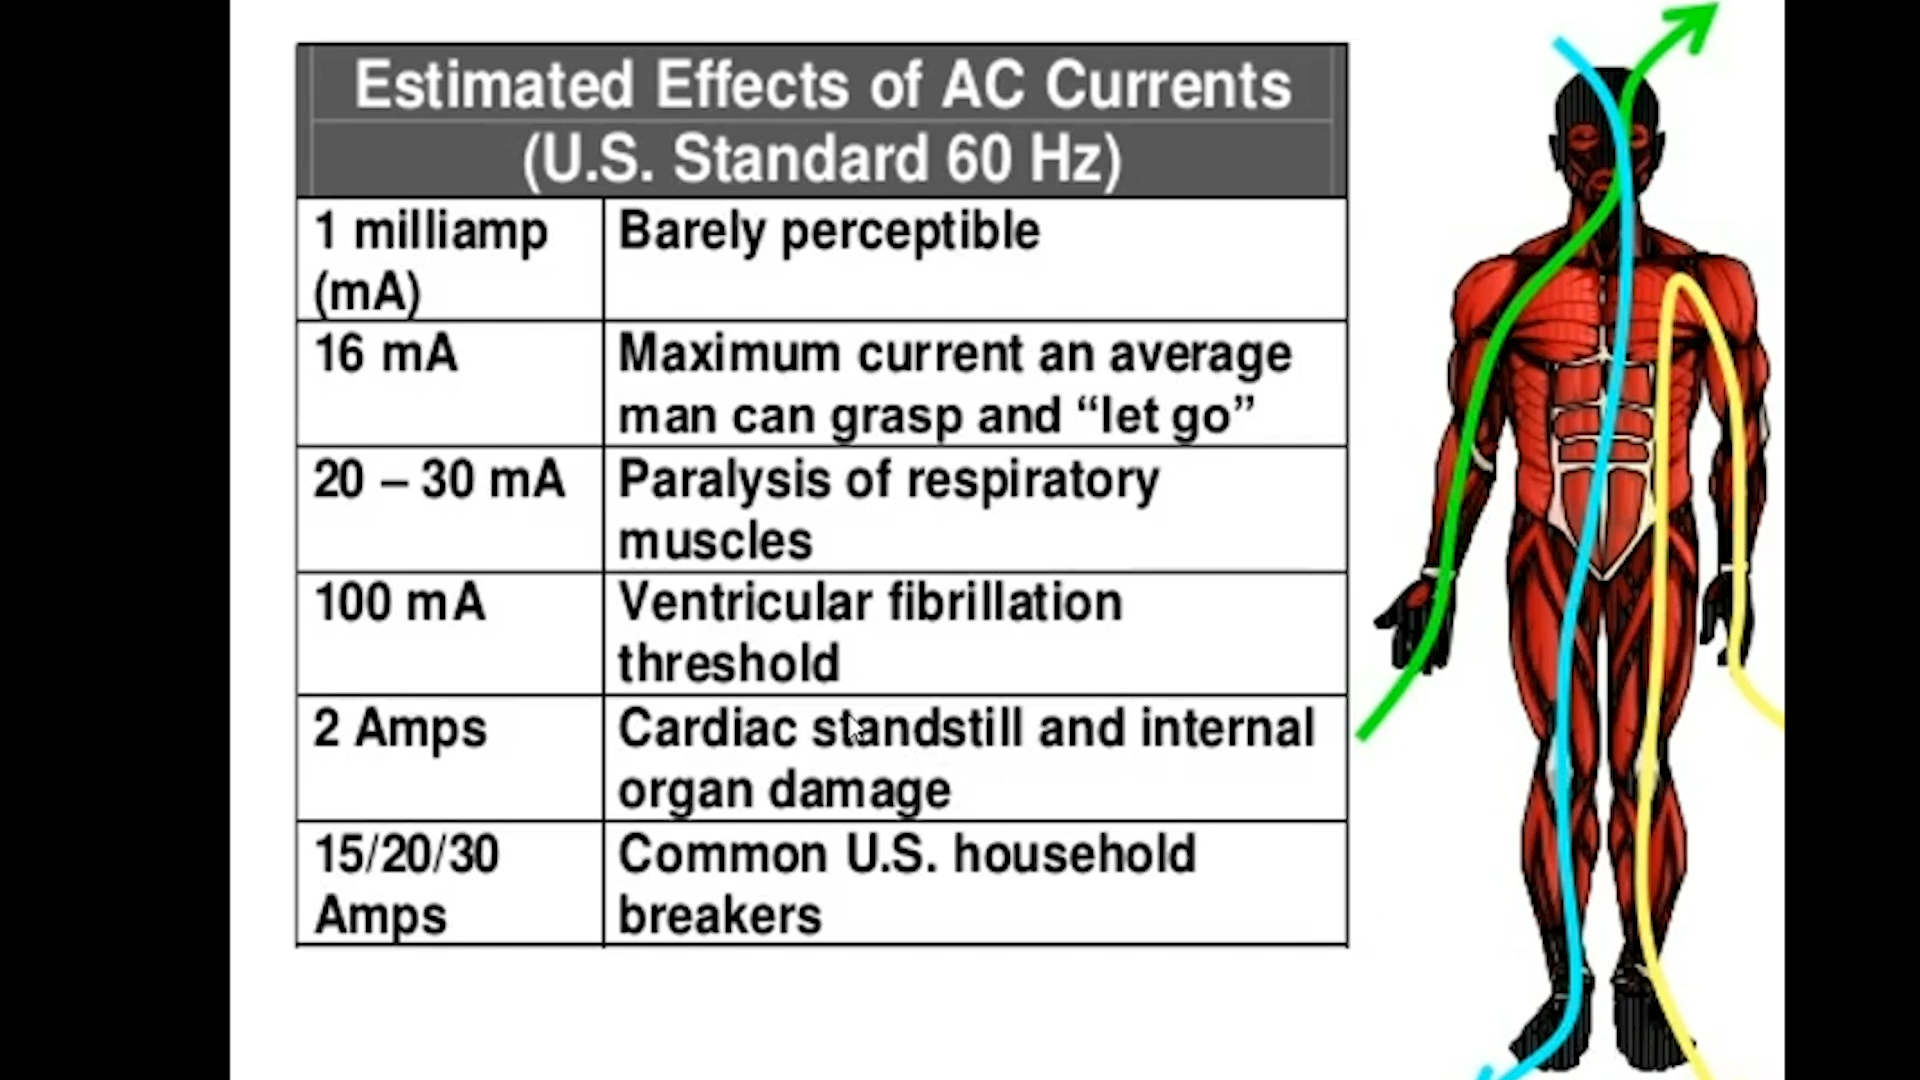 Estimated Effects of AC Currents
(U.S. Standard 60 Hz)
1 milliamp
(mA)
Barely perceptible
16 mA
Maximum current an average
man can grasp and “let go”
20 – 30 mA
Paralysis of respiratory
muscles
100 mA
Ventricular fibrillation
threshold
2 Amps
Cardiac standstill and internal
organ damage
15/20/30
Amps
Common U.S. household
breakers